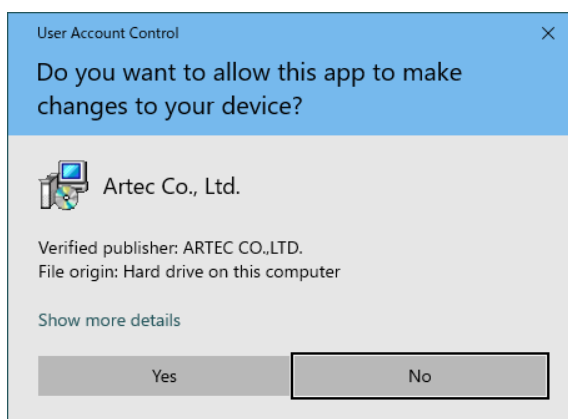 User Account Control
Do you want to allow this app to make
changes to your device?
Artec Co., Ltd.
Verified publisher: ARTEC CO.,LTD.
File origin: Hard drive on this computer
Show more details
Yes
No